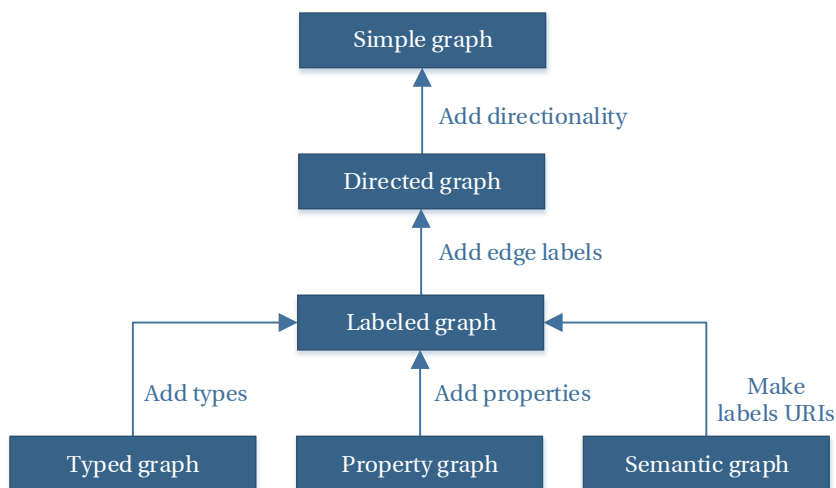 Simple graph
Add directionality
Directed graph
Add edge labels
Labeled graph
Add types
Add properties
Make
labels URIs
Typed graph
Property graph
Semantic graph